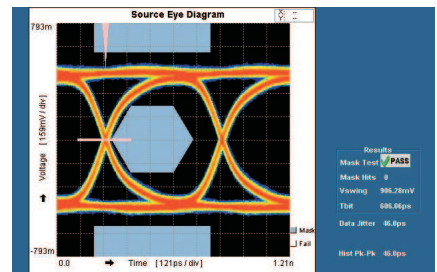 Source Eye Diagram
X: --
Y: --
793m
Voltage [159mV / div]
-793m
0.0
Time [121ps / div]
1.21n
Mask
Fail
Results
Mask Test PASS
Mask Hits 0
Vswing 906.28mV
Tbit 606.06ps
Data Jitter 46.0ps
Hist Pk-Pk 46.0ps